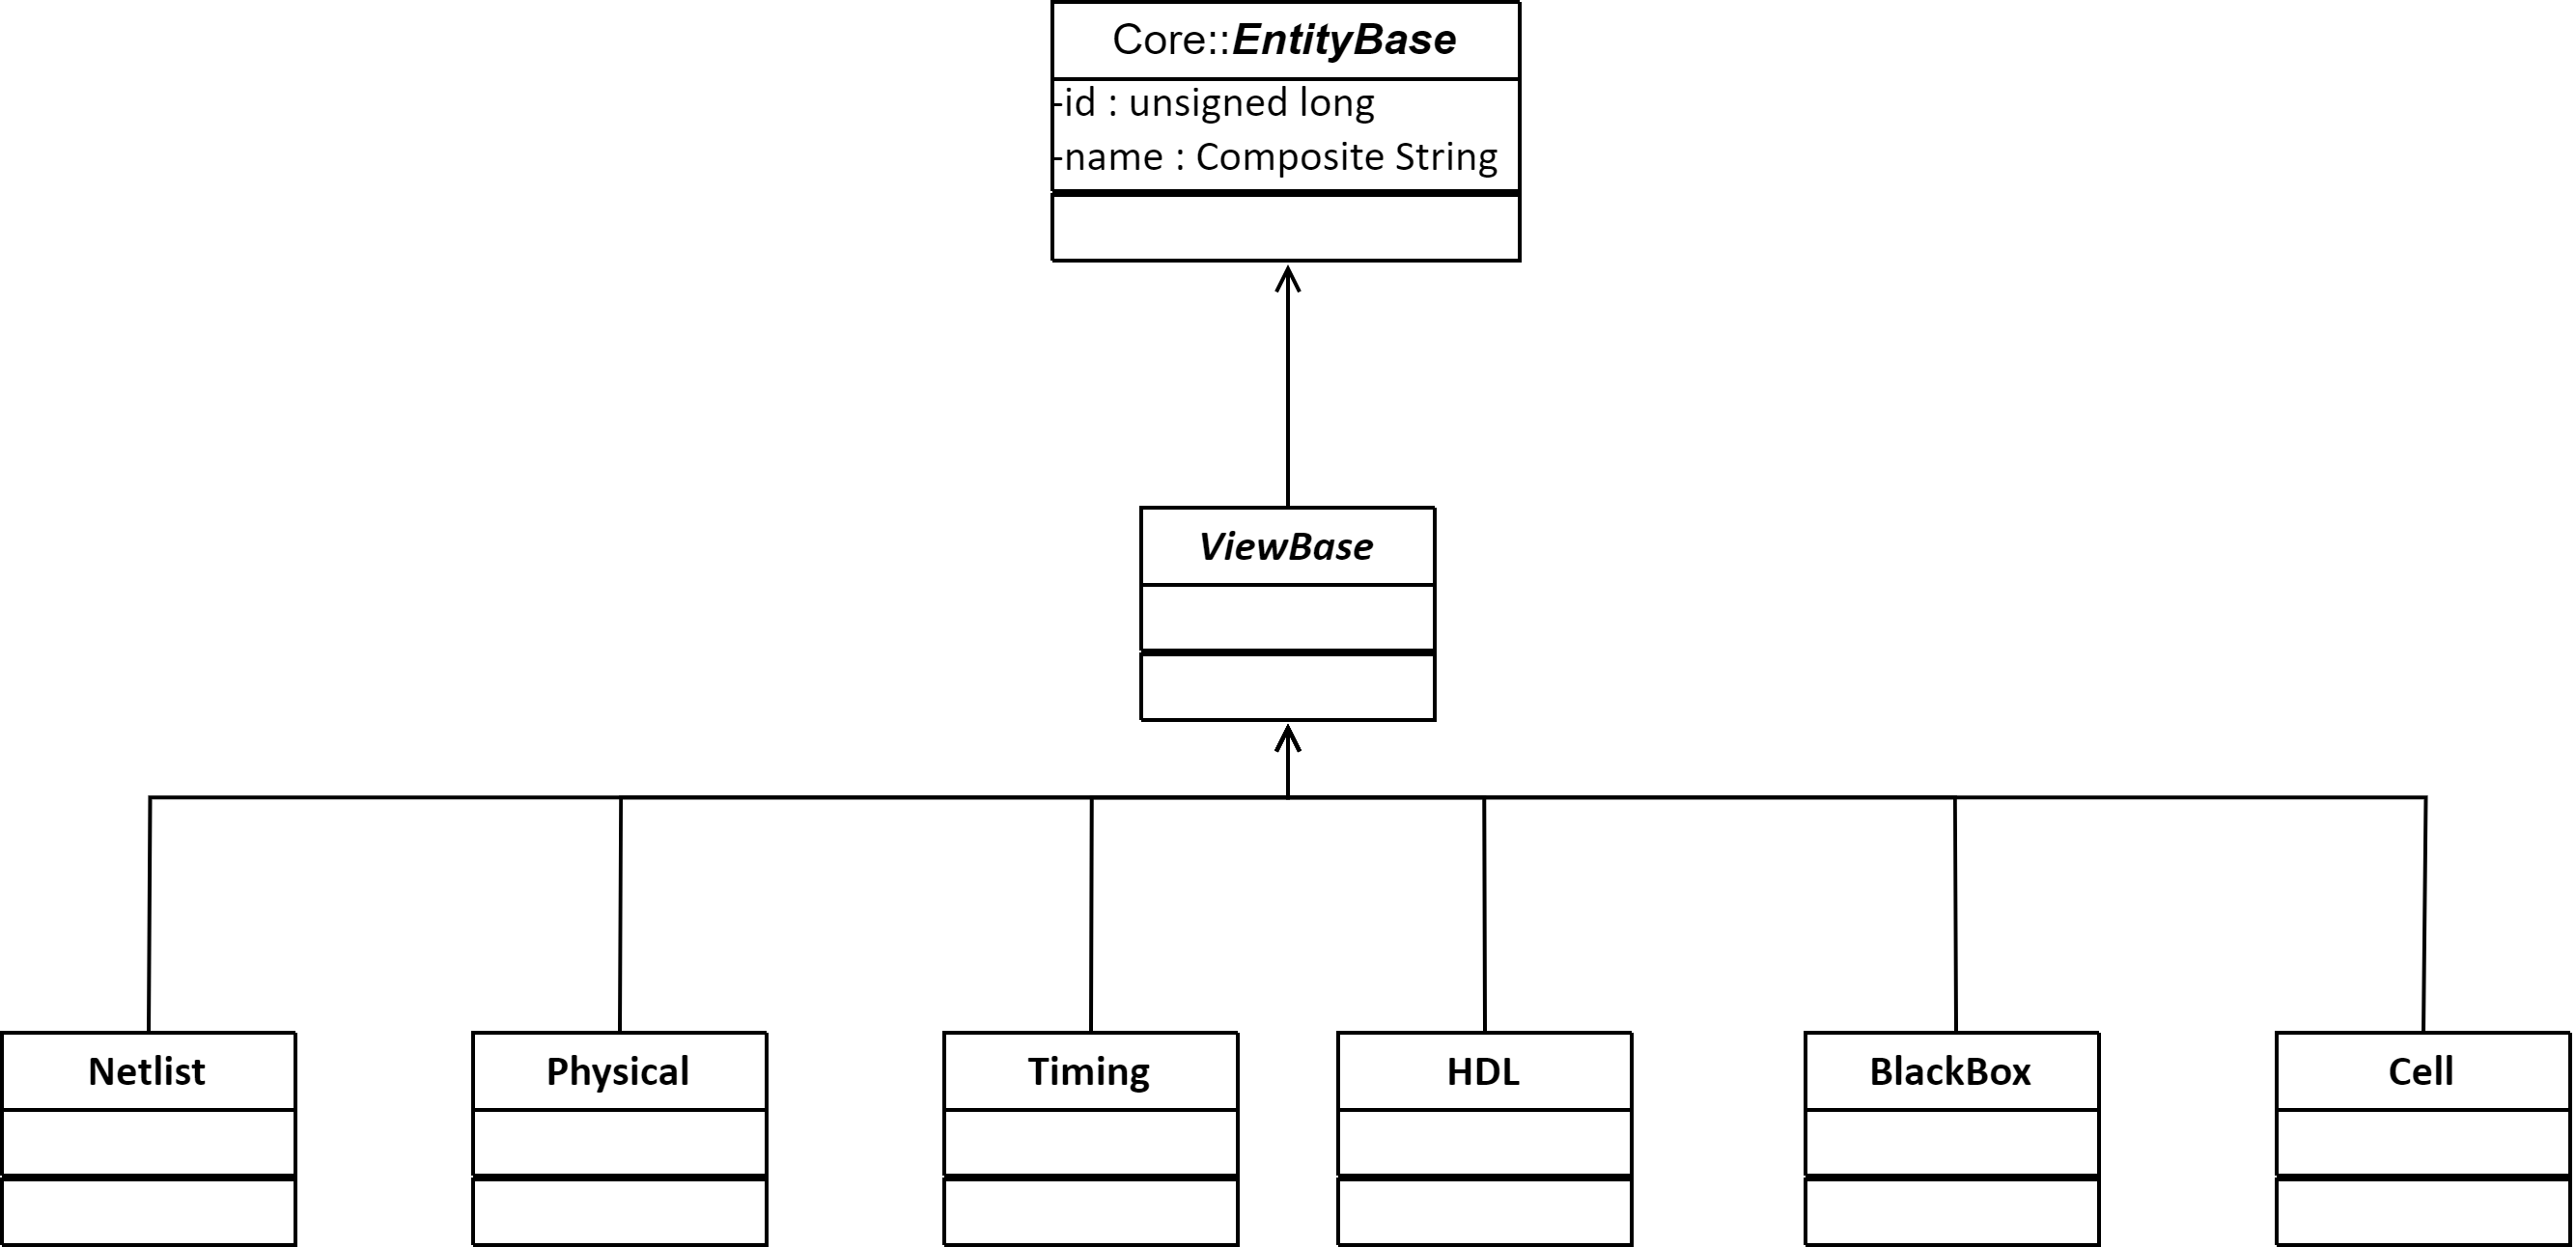 Core::EntityBase
-id : unsigned long
-name : Composite String
ViewBase
Netlist
Physical
Timing
HDL
BlackBox
Cell